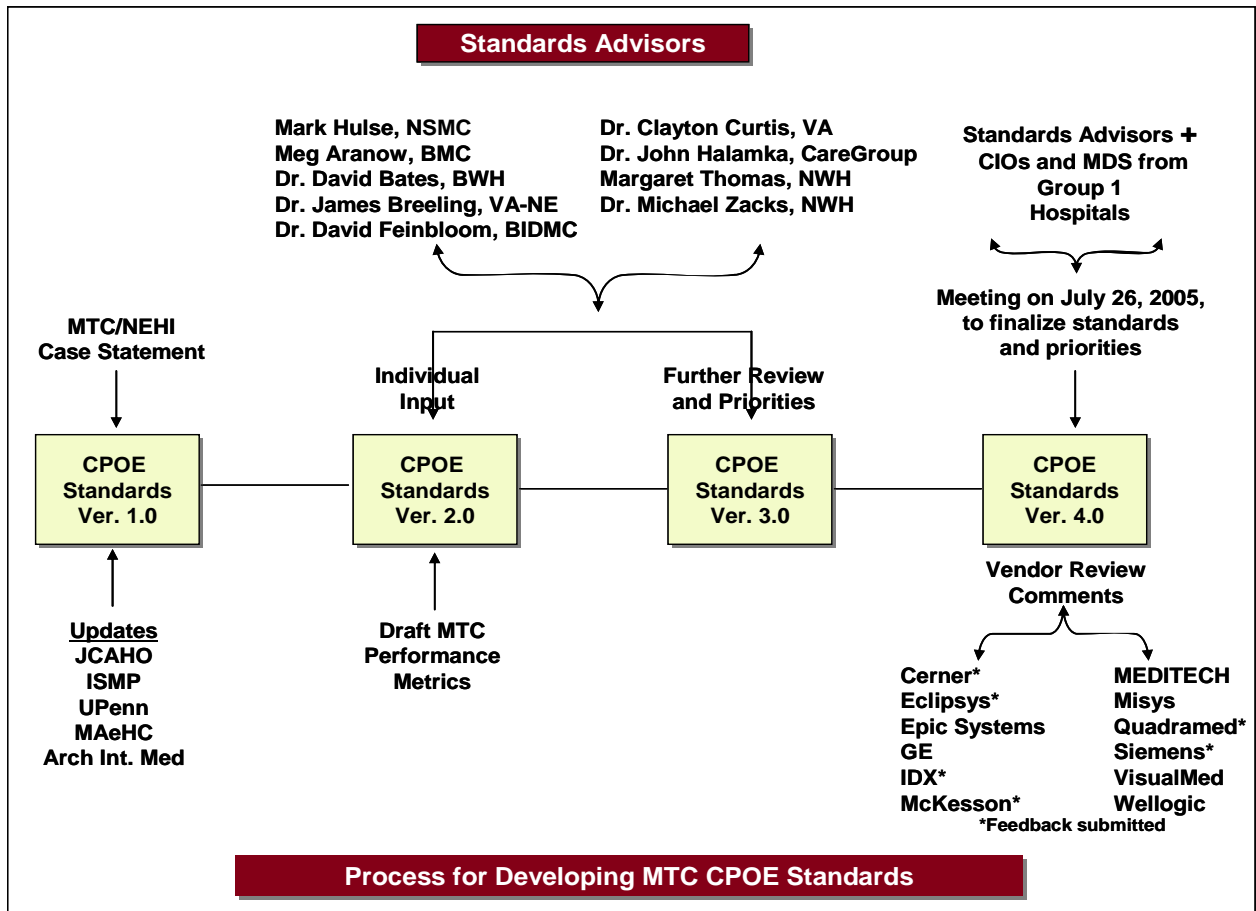 Standards Advisors
Mark Hulse, NSMC
Meg Aranow, BMC
Dr. David Bates, BWH
Dr. James Breeling, VA-NE
Dr. David Feinbloom, BIDMC
Dr. Clayton Curtis, VA
Dr. John Halamka, CareGroup
Margaret Thomas, NWH
Dr. Michael Zacks, NWH
Standards Advisors +
CIOs and MDS from
Group 1
Hospitals
Meeting on July 26, 2005,
to finalize standards
and priorities
MTC/NEHI
Case Statement
Individual
Input
Further Review
and Priorities
CPOE
Standards
Ver. 1.0
CPOE
Standards
Ver. 2.0
CPOE
Standards
Ver. 3.0
CPOE
Standards
Ver. 4.0
Updates
JCAHO
ISMP
UPenn
MAeHC
Arch Int. Med
Draft MTC
Performance
Metrics
Vendor Review
Comments
Cerner*
Eclipsys*
Epic Systems
GE
IDX*
McKesson*
MEDITECH
Misys
Quadramed*
Siemens*
VisualMed
Wellogic
*Feedback submitted
Process for Developing MTC CPOE Standards